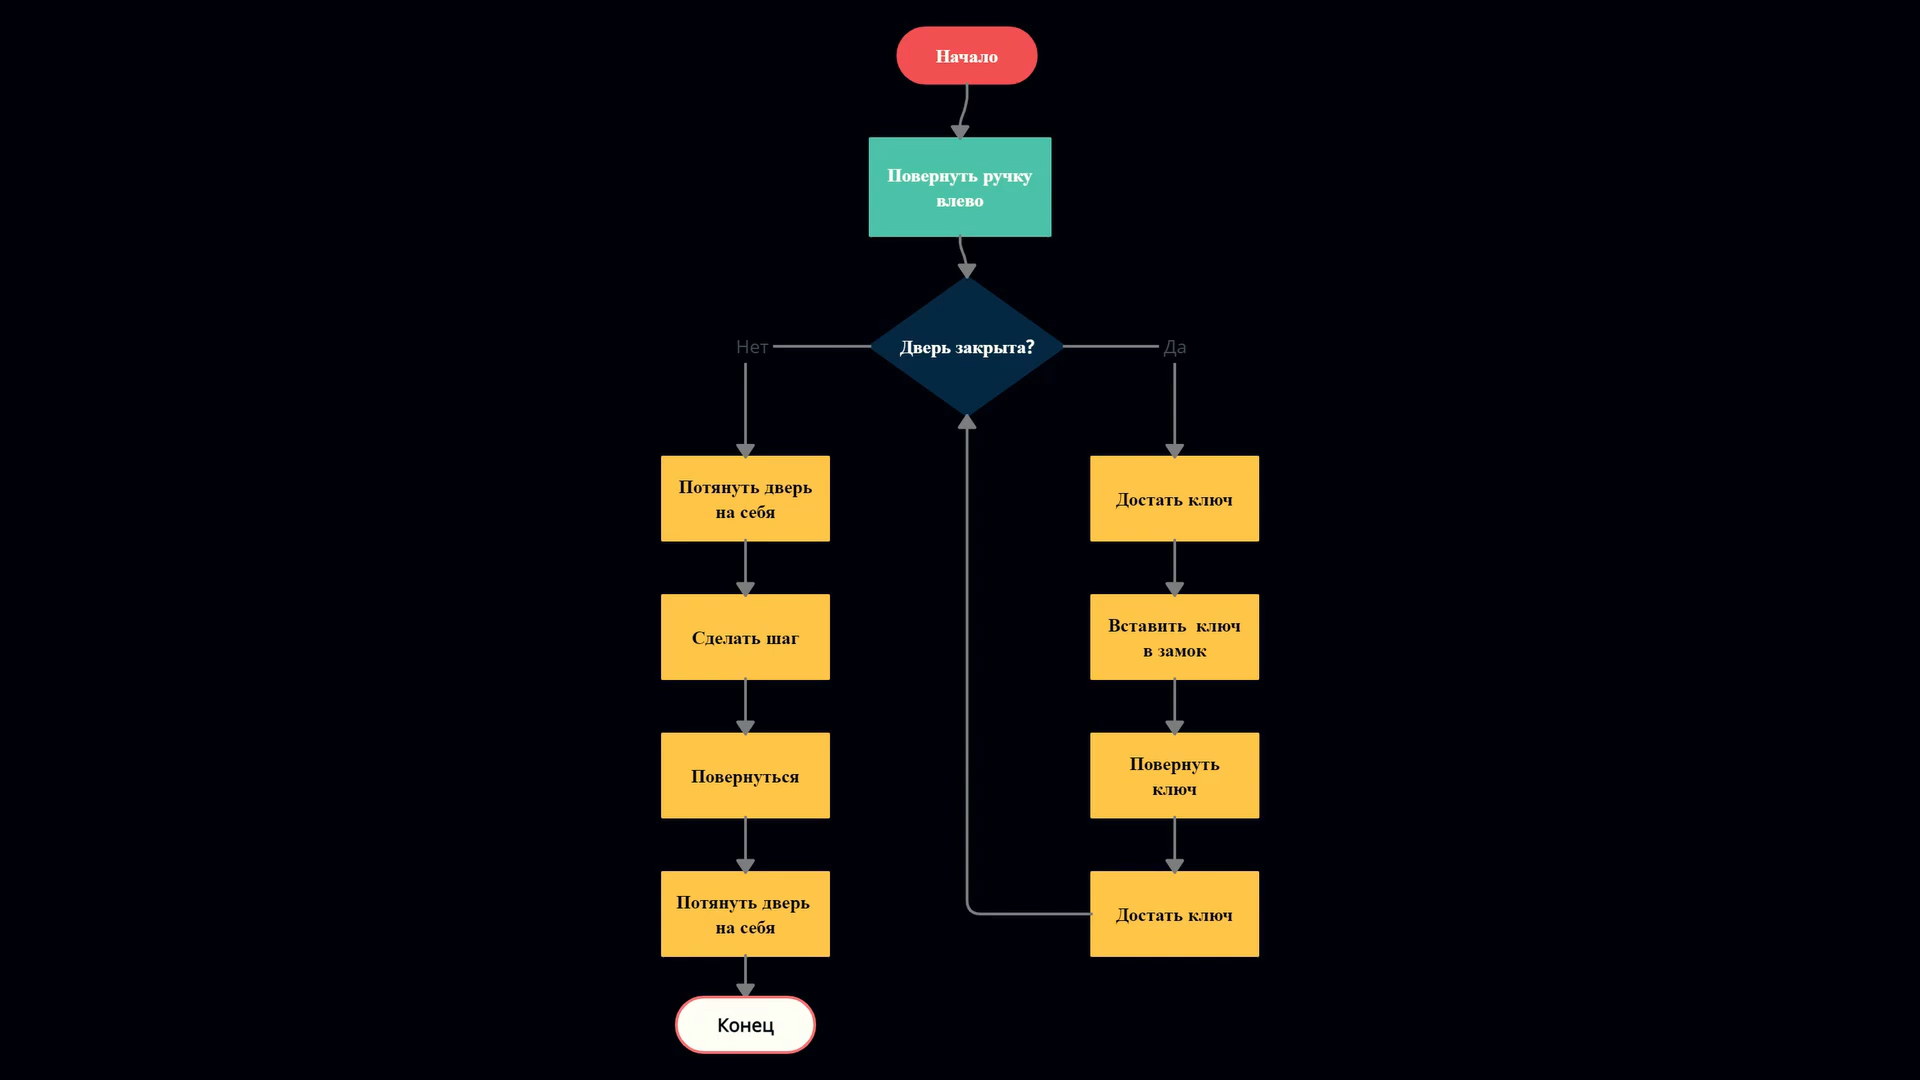 Начало
Повернуть ручку
влево
Дверь закрыта?
Нет
Да
Потянуть дверь
на себя
Сделать шаг
Повернуться
Потянуть дверь
на себя
Конец
Достать ключ
Вставить  ключ
в замок
Повернуть
ключ
Достать ключ